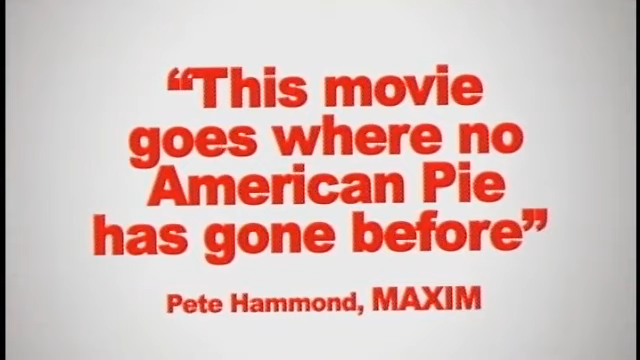 “This movie
goes where no
American Pie
has gone before”
Pete Hammond, MAXIM